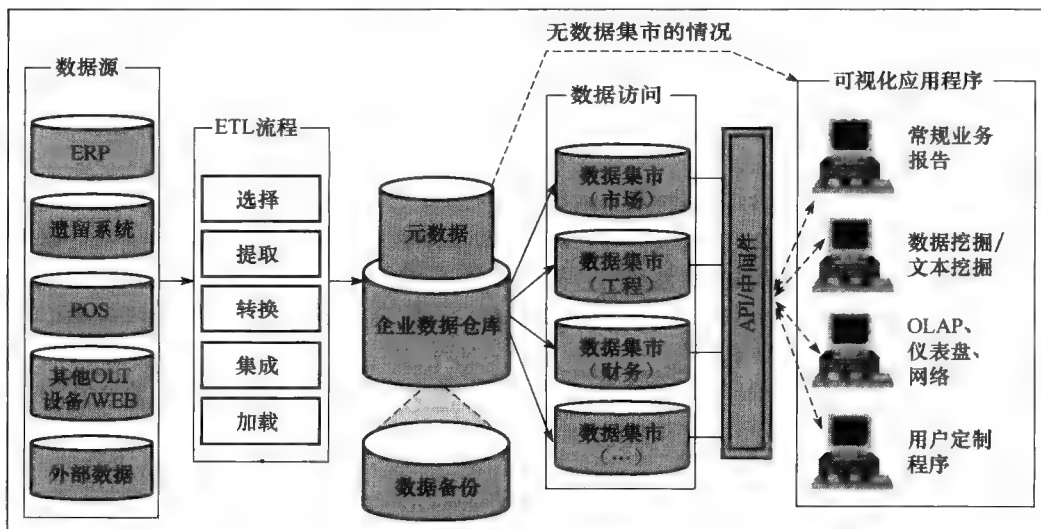 无数据集市的情况
数据源
ERP
遗留系统
POS
其他OLT
设备/WEB
外部数据
ETL流程
选择
提取
转换
集成
加载
元数据
企业数据仓库
数据备份
数据访问
数据集市
（市场）
数据集市
（工程）
数据集市
（财务）
数据集市
（…）
API/中间件
可视化应用程序
常规业务
报告
数据挖掘/
文本挖掘
OLAP、
仪表盘、
网络
用户定制
程序